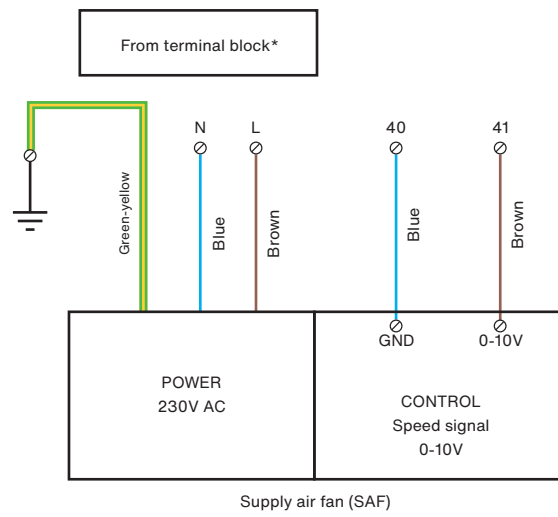 From terminal block*
N
L
40
41
Green-yellow
Blue
Brown
Blue
Brown
GND
0-10V
POWER
230V AC
CONTROL
Speed signal
0-10V
Supply air fan (SAF)